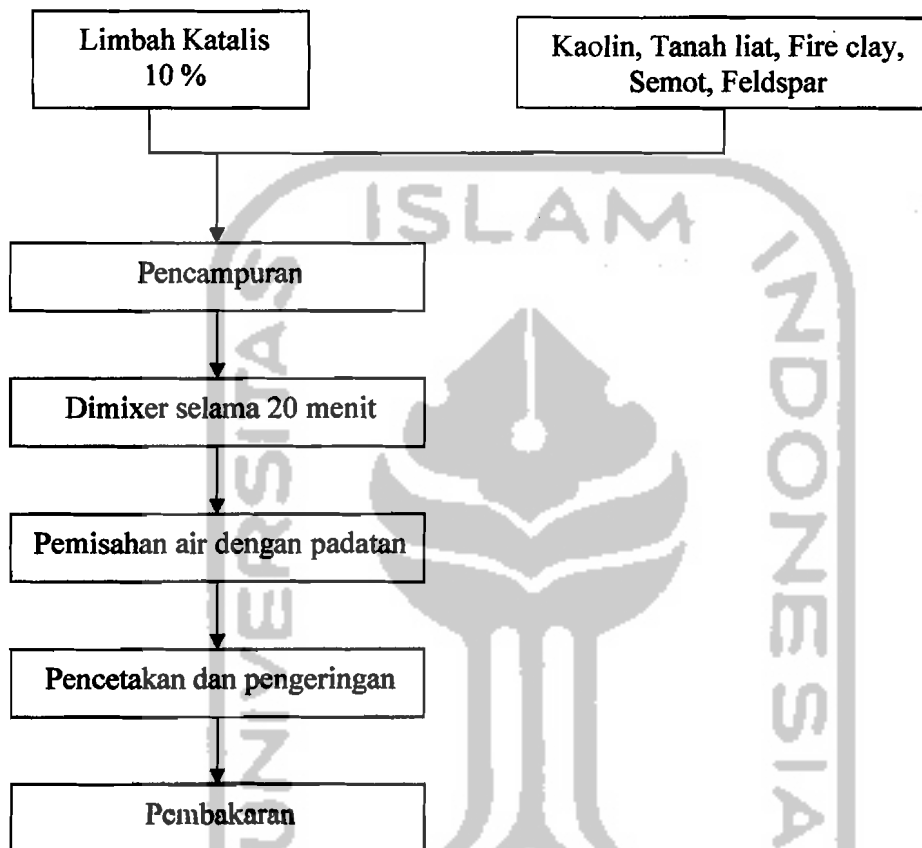 Limbah Katalis
10 %
Kaolin, Tanah liat, Fire clay,
Semot, Feldspar
Pencampuran
Dimixer selama 20 menit
Pemisahan air dengan padatan
Pencetakan dan pengeringan
Pembakaran
UNIVERSITAS
ISLAM
INDONESIA